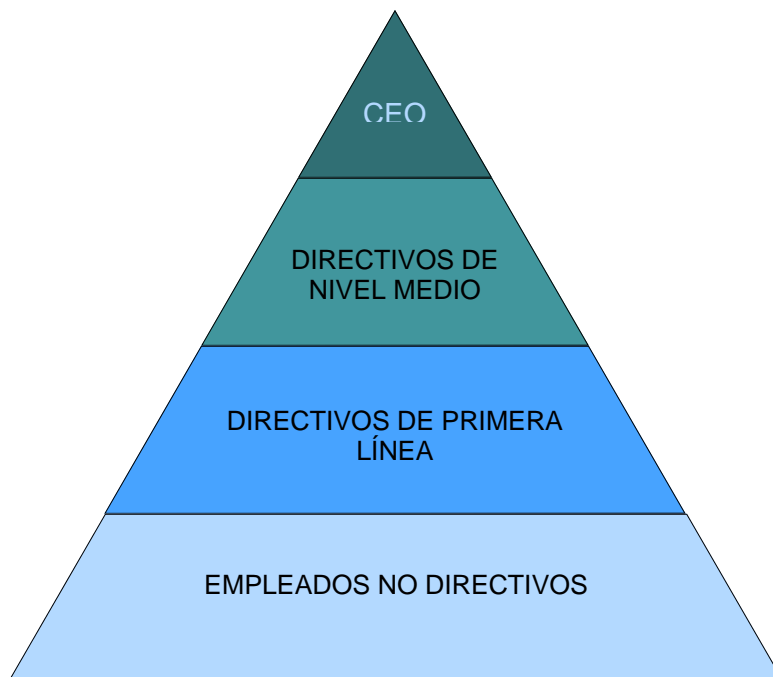 CEO
DIRECTIVOS DE
NIVEL MEDIO
DIRECTIVOS DE PRIMERA
LÍNEA
EMPLEADOS NO DIRECTIVOS